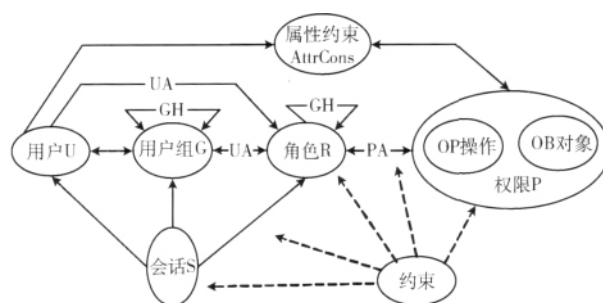 属性约束
AttrCons
UA
GH
GH
用户U
用户组G
UA
角色R
PA
OP操作
OB对象
权限P
会话S
约束